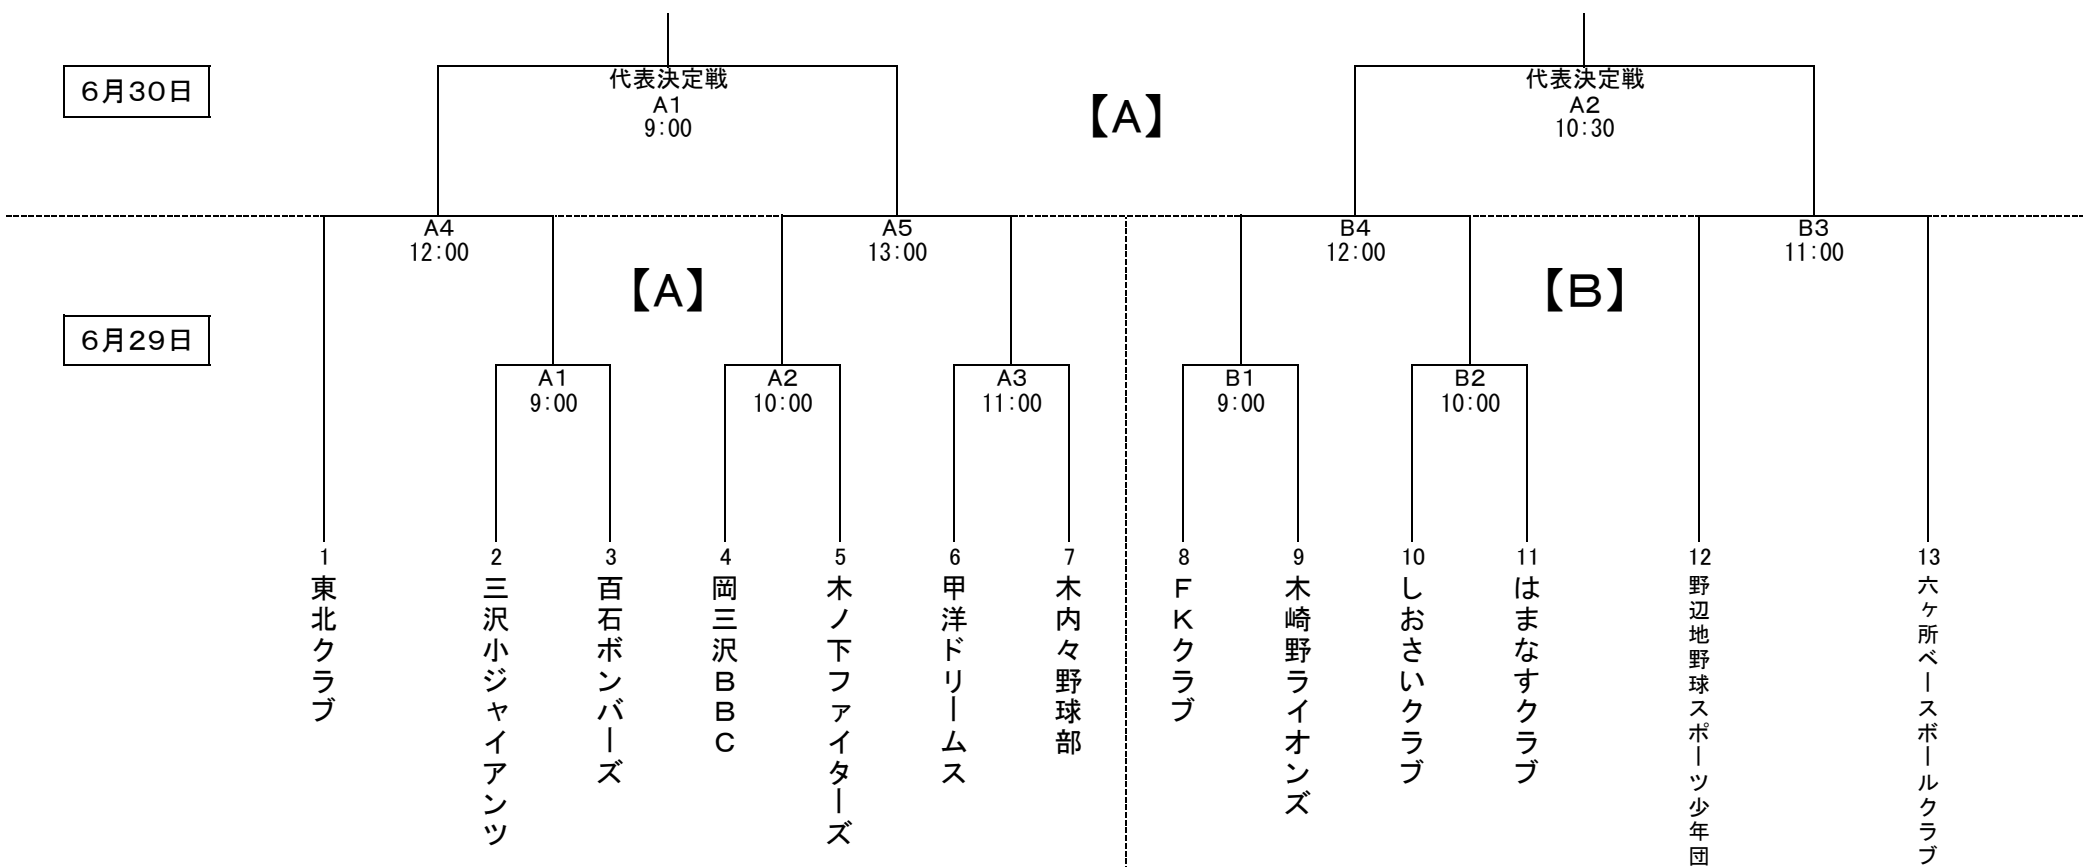 代表決定戦
A1
9:00
代表決定戦
A2
10:30
6月30日
【A】
A4
12:00
A5
13:00
B4
12:00
B3
11:00
【A】
【B】
6月29日
A1
9:00
A2
10:00
A3
11:00
B1
9:00
B2
10:00
1
東北クラブ
2
三沢小ジャイアンツ
3
百石ボンバーズ
4
岡三沢BBC
5
木ノ下ファイターズ
6
甲洋ドリームス
7
木内々野球部
8
FKクラブ
9
木崎野ライオンズ
10
しおさいクラブ
11
はまなすクラブ
12
野辺地野球スポーツ少年団
13
六ヶ所ベースボールクラブ